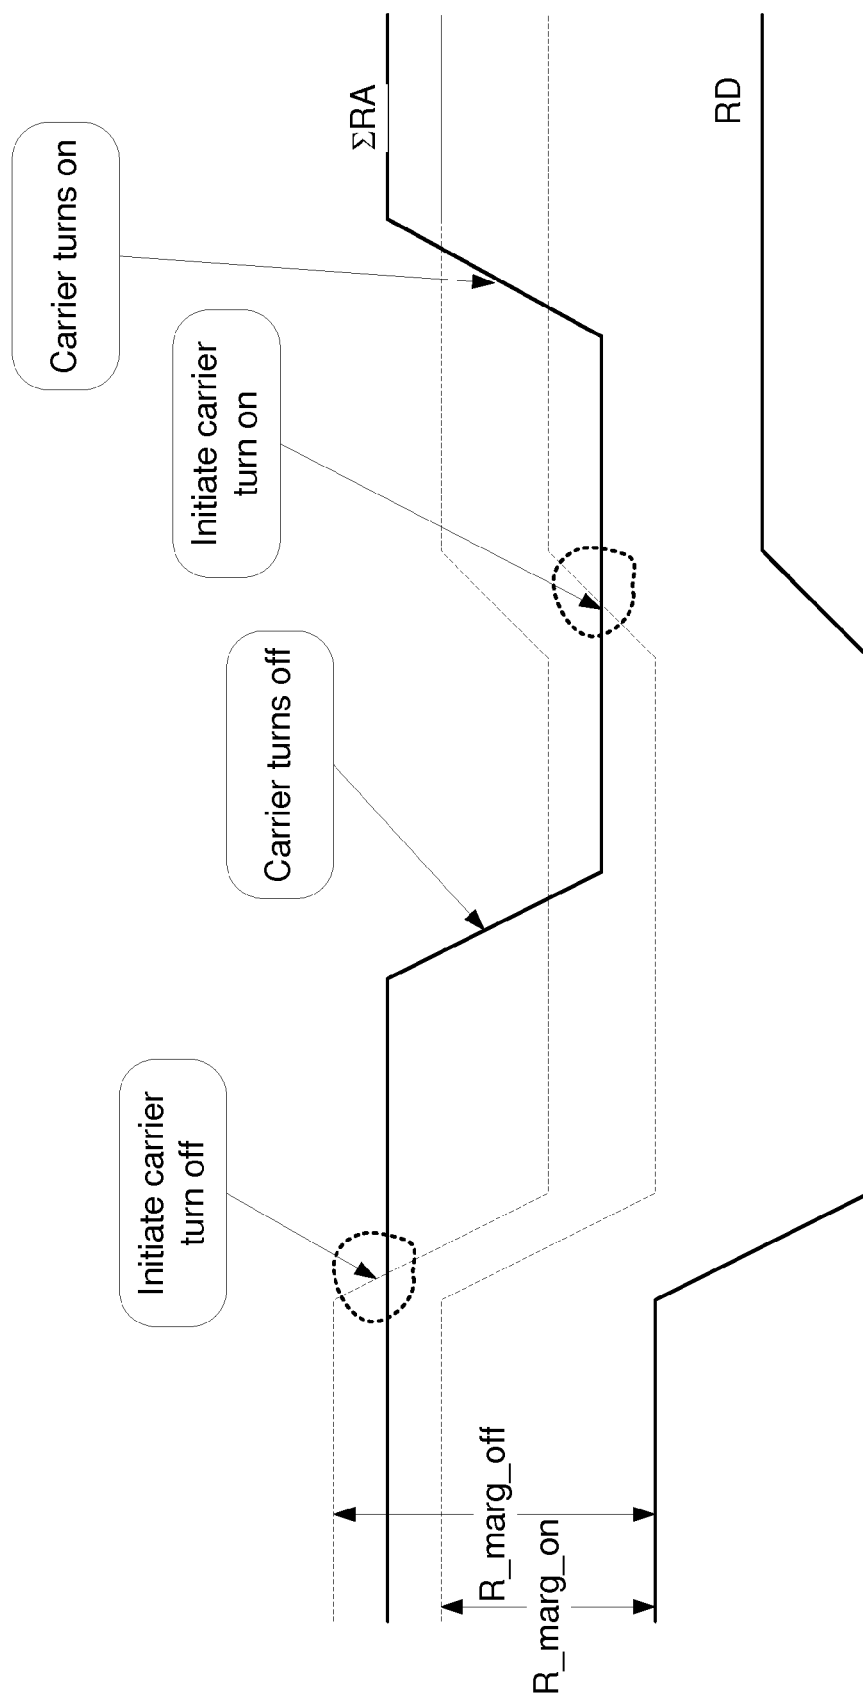 Initiate carrier
turn off
Carrier turns off
Initiate carrier
turn on
Carrier turns on
ΣRA
RD
R_marg_off
R_marg_on